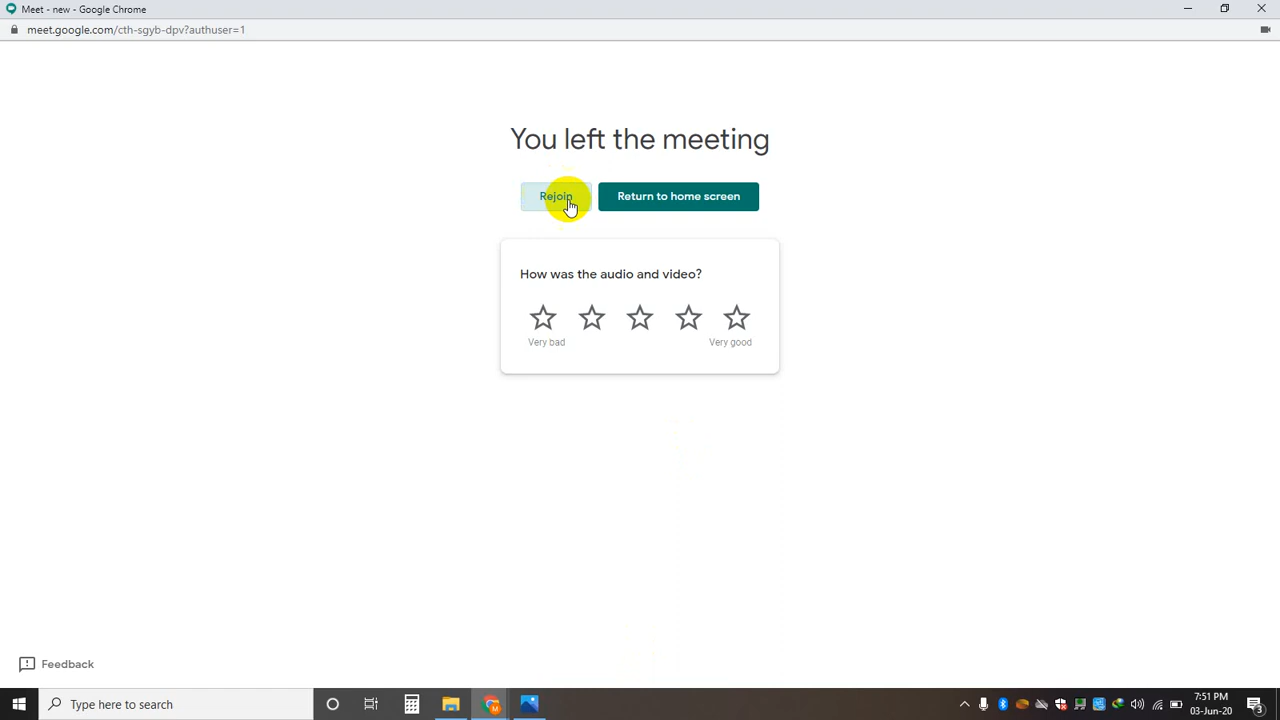 Meet - new - Google Chrome
meet.google.com/cth-sgyb-dpv?authuser=1
You left the meeting
Rejoin
Return to home screen
How was the audio and video?
Very bad
Very good
Feedback
Type here to search
M
7:51 PM
03-Jun-20
3